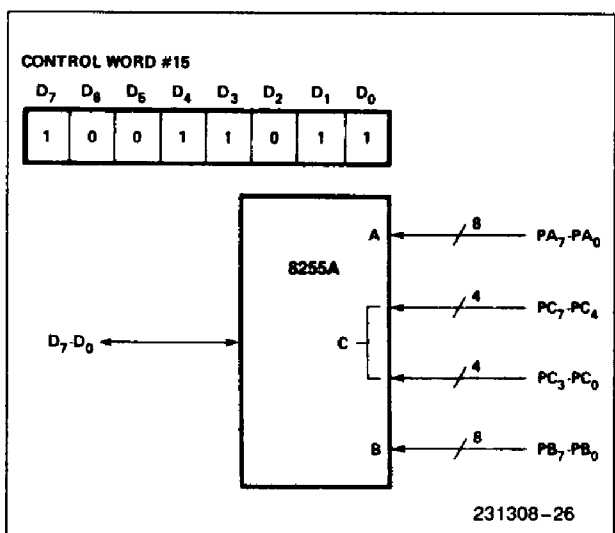 CONTROL WORD #15
D7 D6 D5 D4 D3 D2 D1 D0
1 0 0 1 1 0 1 1
A 8 PA7-PA0
8255A
4 PC7-PC4
D7-D0 C
4 PC3-PC0
B 8 PB7-PB0
231308-26